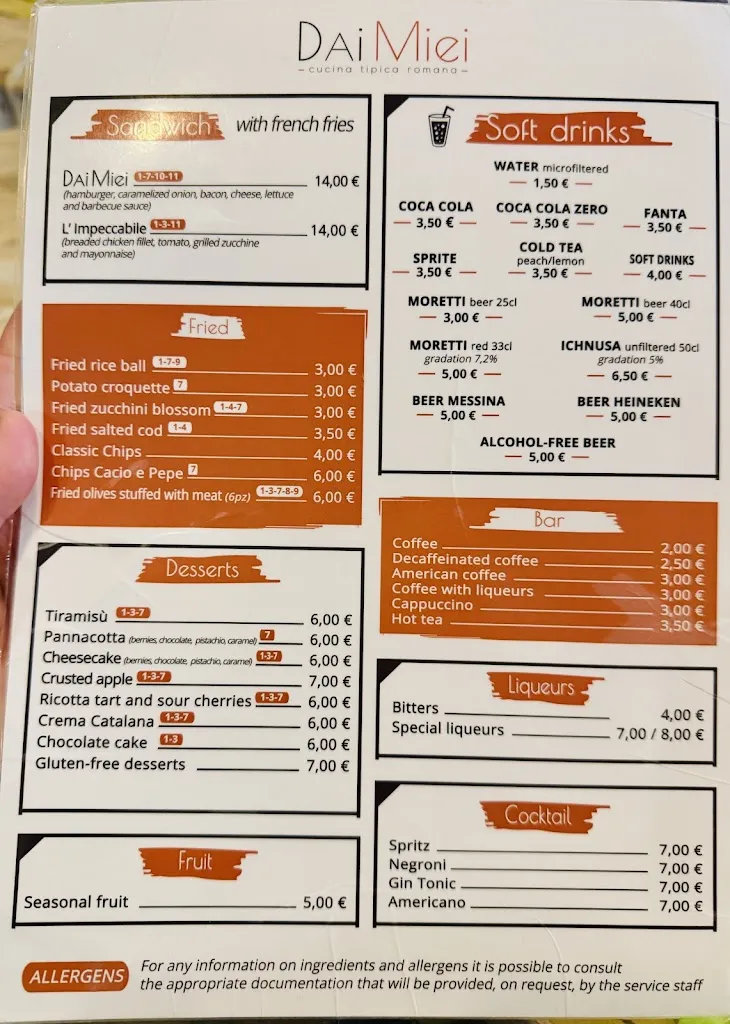 DAI Miei
cucina tipica romana
Sandwich with french fries
DAI Miei 1-7-10-11 14,00 €
(hamburger, caramelized onion, bacon, cheese, lettuce
and barbecue sauce)
L' Impeccabile 1-3-11 14,00 €
(breaded chicken fillet, tomato, grilled zucchine
and mayonnaise)
Fried
Fried rice ball 1-7-9 3,00 €
Potato croquette 7 3,00 €
Fried zucchini blossom 1-4-7 3,00 €
Fried salted cod 1-4 3,50 €
Classic Chips 4,00 €
Chips Cacio e Pepe 7 6,00 €
Fried olives stuffed with meat (6pz) 1-3-7-8-9 6,00 €
Desserts
Tiramisù 1-3-7 6,00 €
Pannacotta (berries, chocolate, pistachio, caramel) 7 6,00 €
Cheesecake (berries, chocolate, pistachio, caramel) 1-3-7 6,00 €
Crusted apple 1-3-7 7,00 €
Ricotta tart and sour cherries 1-3-7 6,00 €
Crema Catalana 1-3-7 6,00 €
Chocolate cake 1-3 6,00 €
Gluten-free desserts 7,00 €
Fruit
Seasonal fruit 5,00 €
Soft drinks
WATER microfiltered
1,50 €
COCA COLA COCA COLA ZERO FANTA
3,50 € 3,50 € 3,50 €
SPRITE COLD TEA SOFT DRINKS
peach/lemon
3,50 € 3,50 € 4,00 €
MORETTI beer 25cl MORETTI beer 40cl
3,00 € 5,00 €
MORETTI red 33cl ICHNUSA unfiltered 50cl
gradation 7,2% gradation 5%
5,00 € 6,50 €
BEER MESSINA BEER HEINEKEN
5,00 € 5,00 €
ALCOHOL-FREE BEER
5,00 €
Bar
Coffee 2,00 €
Decaffeinated coffee 2,50 €
American coffee 3,00 €
Coffee with liqueurs 3,00 €
Cappuccino 3,00 €
Hot tea 3,50 €
Liqueurs
Bitters 4,00 €
Special liqueurs 7,00 / 8,00 €
Cocktail
Spritz 7,00 €
Negroni 7,00 €
Gin Tonic 7,00 €
Americano 7,00 €
ALLERGENS For any information on ingredients and allergens it is possible to consult
the appropriate documentation that will be provided, on request, by the service staff